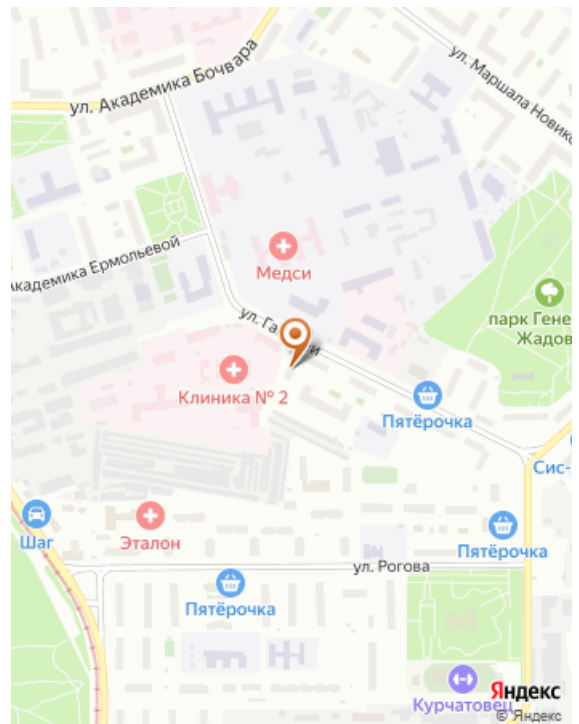 ул. Академика Бочвара
ул. Маршала Новик
Академика Ермольевой
Медси
парк Гене
Жадов
ул. Га
и
Клиника № 2
Пятёрочка
Сис-
Шаг
Эталон
Пятёрочка
ул. Рогова
Пятёрочка
Курчатовец
Яндекс
© Яндекс